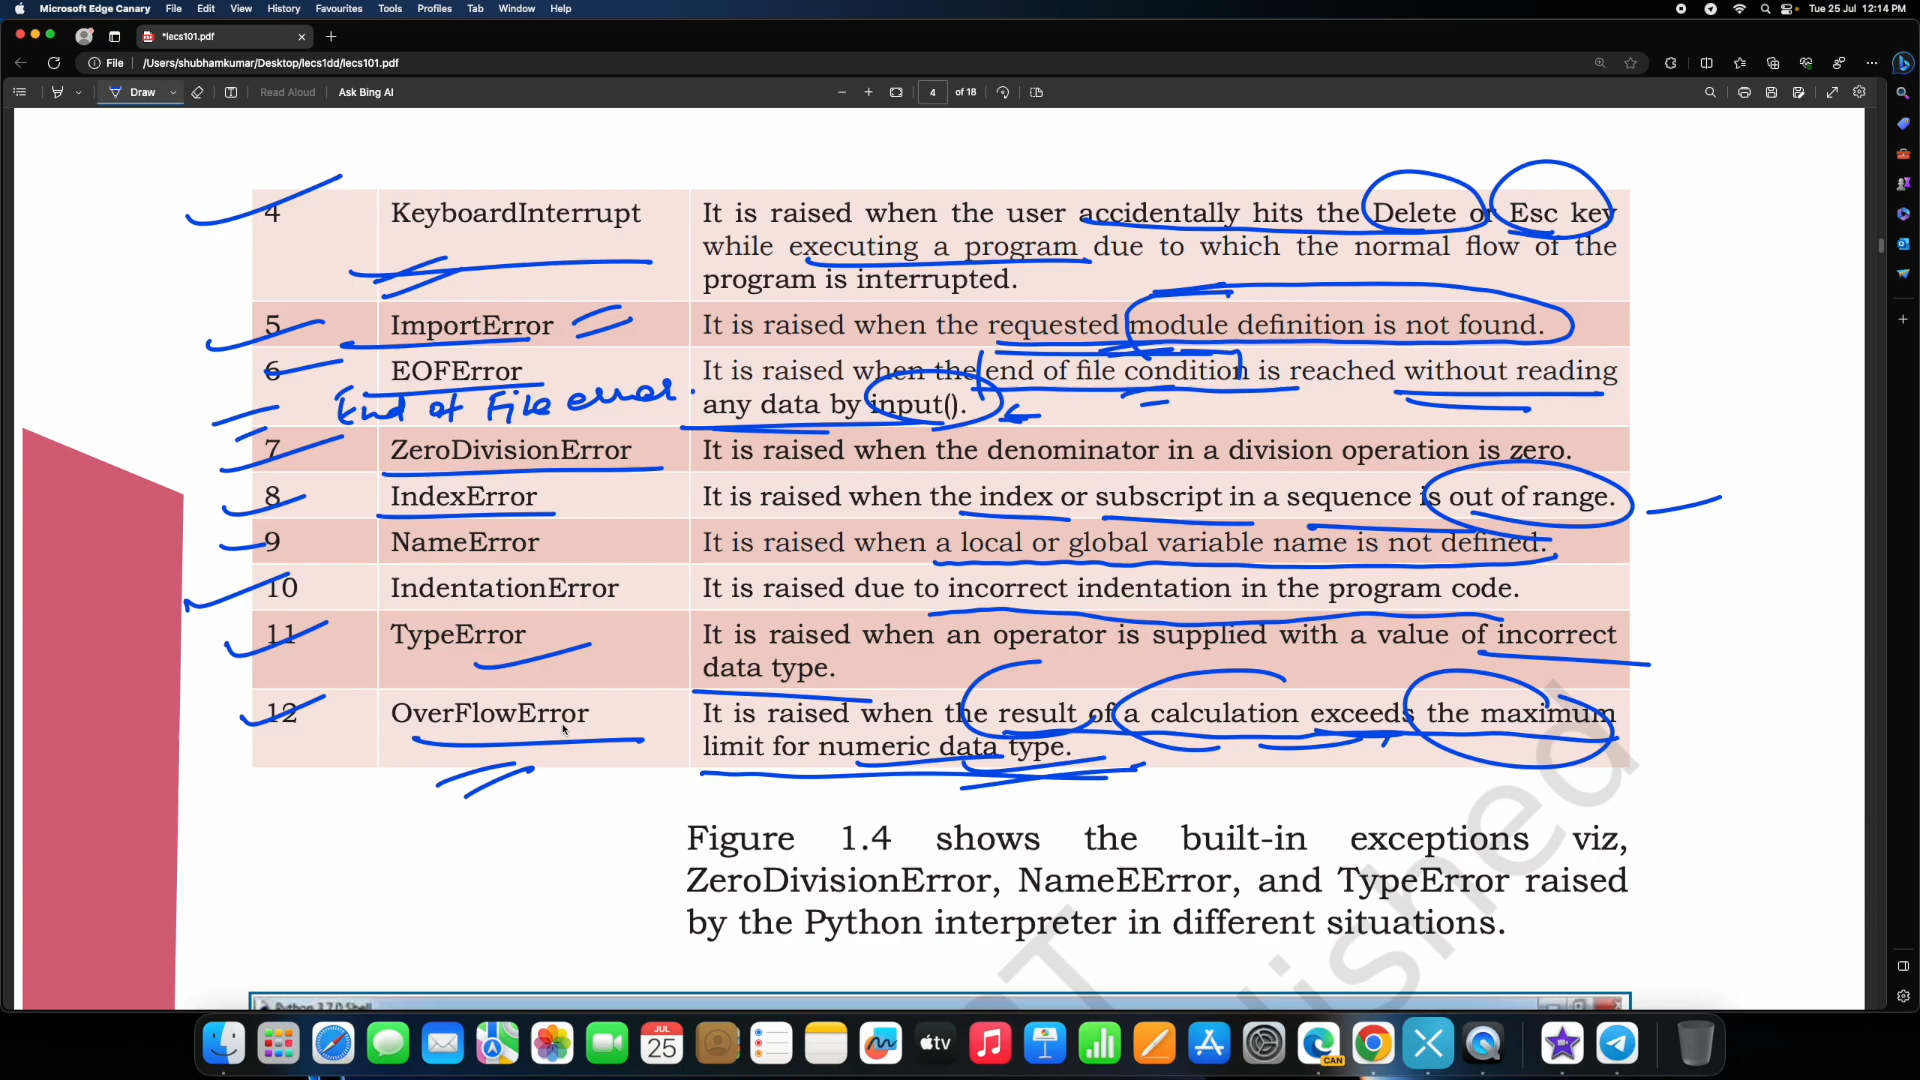 Microsoft Edge Canary File Edit View History Favourites Tools Profiles Tab Window Help
Tue 25 Jul 12:14 PM
*lecs101.pdf
File /Users/shubhamkumar/Desktop/lecs1dd/lecs101.pdf
Draw Read Aloud Ask Bing AI 4 of 18
4 KeyboardInterrupt It is raised when the user accidentally hits the Delete or Esc key
while executing a program due to which the normal flow of the
program is interrupted.
5 ImportError It is raised when the requested module definition is not found.
6 EOFError It is raised when the end of file condition is reached without reading
End of File error. any data by input().
7 ZeroDivisionError It is raised when the denominator in a division operation is zero.
8 IndexError It is raised when the index or subscript in a sequence is out of range.
9 NameError It is raised when a local or global variable name is not defined.
10 IndentationError It is raised due to incorrect indentation in the program code.
11 TypeError It is raised when an operator is supplied with a value of incorrect
data type.
12 OverFlowError It is raised when the result of a calculation exceeds the maximum
limit for numeric data type.
Figure 1.4 shows the built-in exceptions viz,
ZeroDivisionError, NameEError, and TypeError raised
by the Python interpreter in different situations.
Python 3.7.0 Shell
JUL
25
tv
CAN